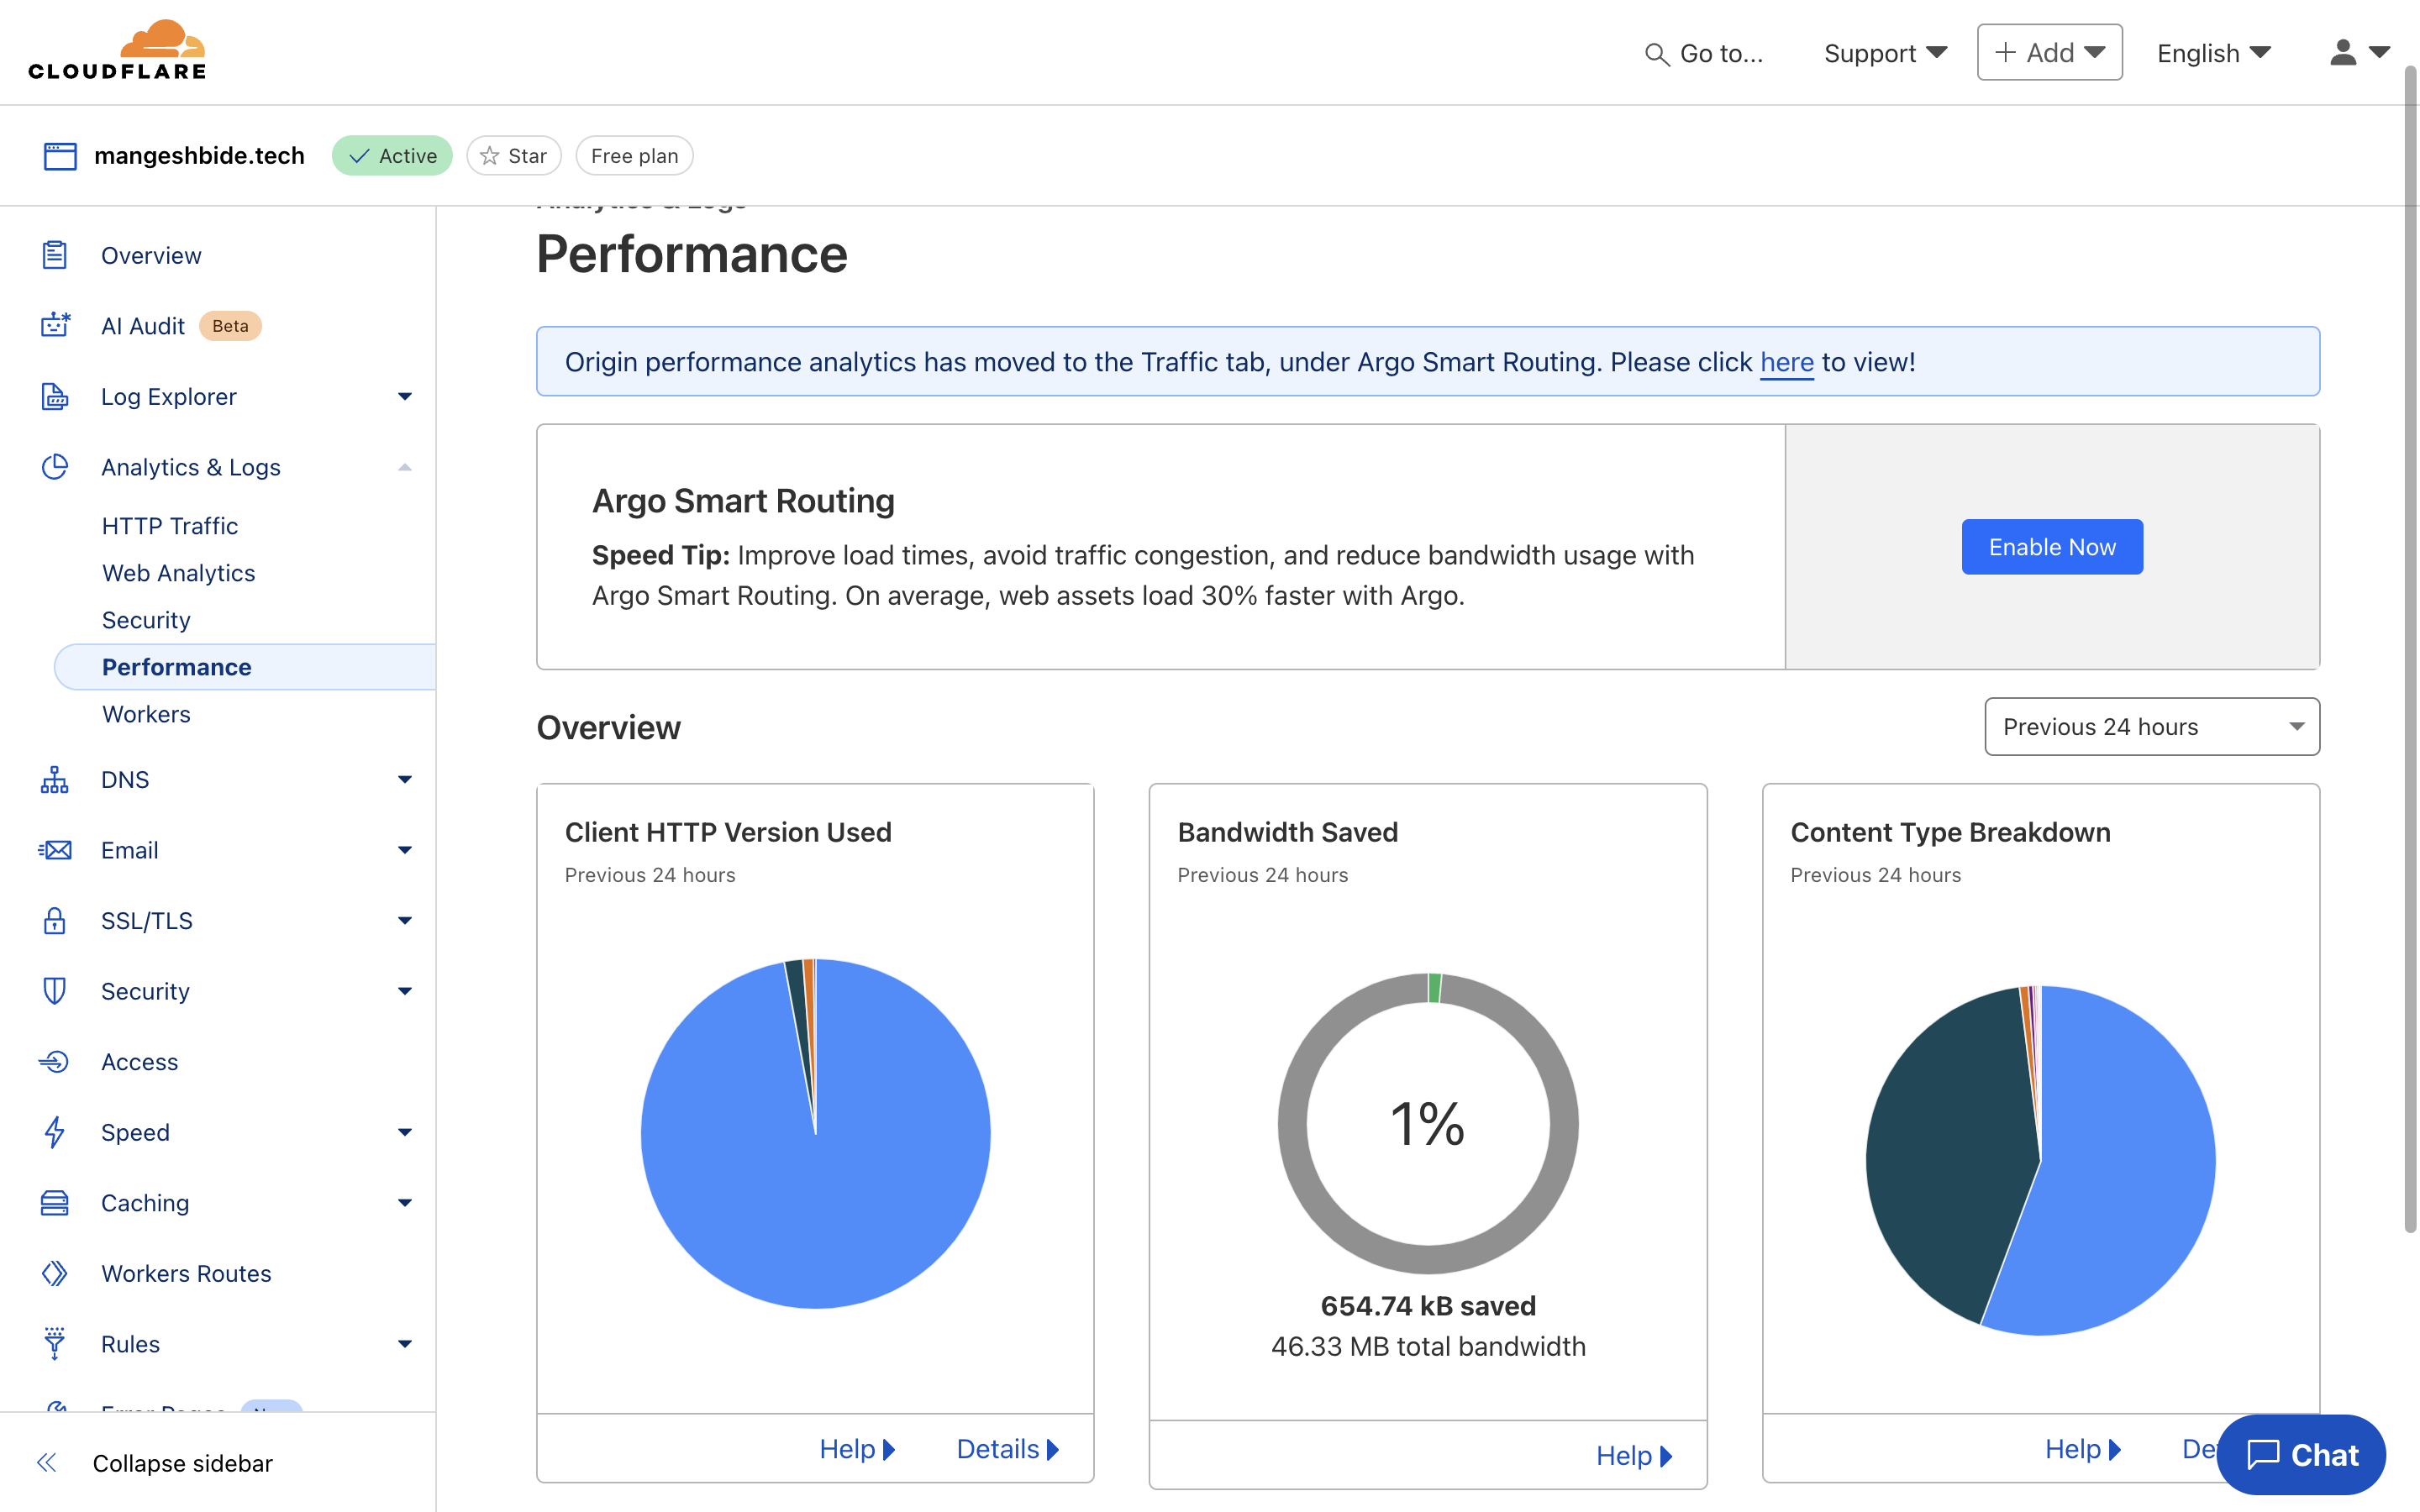 CLOUDFLARE
Go to...
Support
Add
English
mangeshbide.tech
Active
Star
Free plan
Overview
AI Audit Beta
Log Explorer
Analytics & Logs
HTTP Traffic
Web Analytics
Security
Performance
Workers
DNS
Email
SSL/TLS
Security
Access
Speed
Caching
Workers Routes
Rules
Error Pages
Collapse sidebar
Analytics & Logs
Performance
Origin performance analytics has moved to the Traffic tab, under Argo Smart Routing. Please click here to view!
Argo Smart Routing
Speed Tip: Improve load times, avoid traffic congestion, and reduce bandwidth usage with
Argo Smart Routing. On average, web assets load 30% faster with Argo.
Enable Now
Overview
Previous 24 hours
Client HTTP Version Used
Previous 24 hours
Help
Details
Bandwidth Saved
Previous 24 hours
1%
654.74 kB saved
46.33 MB total bandwidth
Help
Content Type Breakdown
Previous 24 hours
Help
Chat